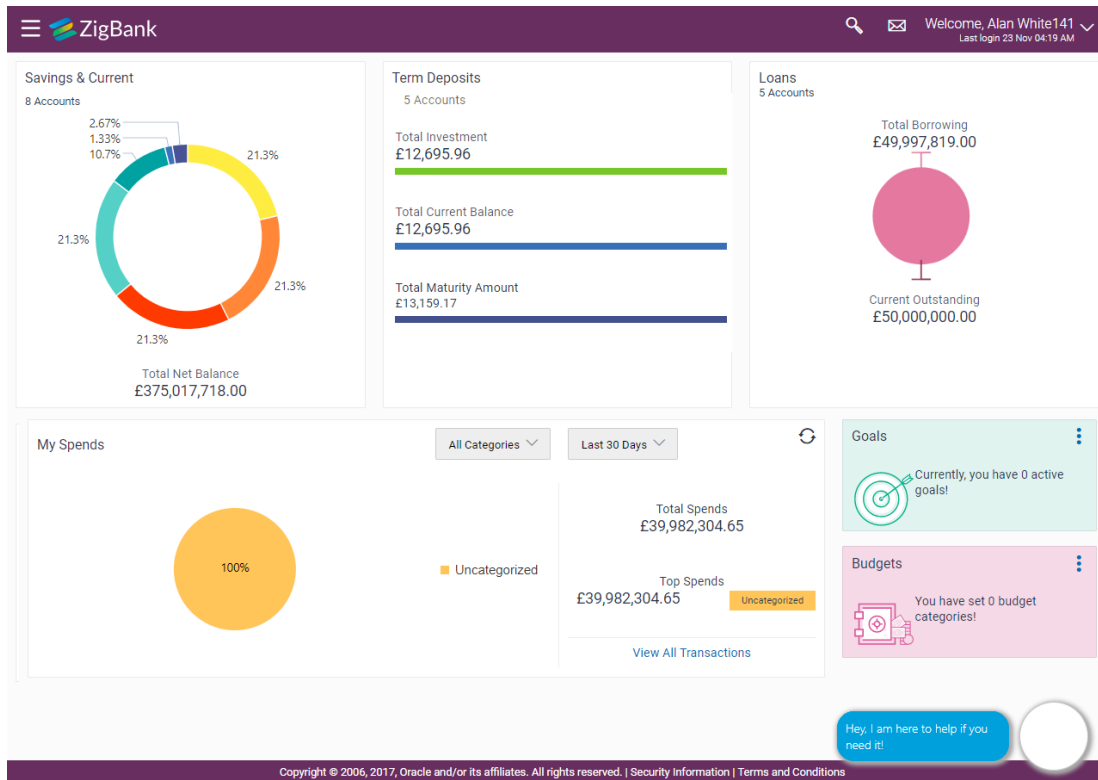 ZigBank
Welcome, Alan White141
Last login 23 Nov 04:19 AM
Savings & Current
8 Accounts
2.67%
1.33%
10.7%
21.3%
21.3%
21.3%
21.3%
Total Net Balance
£375,017,718.00
Term Deposits
5 Accounts
Total Investment
£12,695.96
Total Current Balance
£12,695.96
Total Maturity Amount
£13,159.17
Loans
5 Accounts
Total Borrowing
£49,997,819.00
Current Outstanding
£50,000,000.00
My Spends
All Categories
Last 30 Days
100%
Uncategorized
Total Spends
£39,982,304.65
Top Spends
£39,982,304.65
Uncategorized
View All Transactions
Goals
Currently, you have 0 active
goals!
Budgets
You have set 0 budget
categories!
Hey, I am here to help if you
need it!
Copyright © 2006, 2017, Oracle and/or its affiliates. All rights reserved. | Security Information | Terms and Conditions